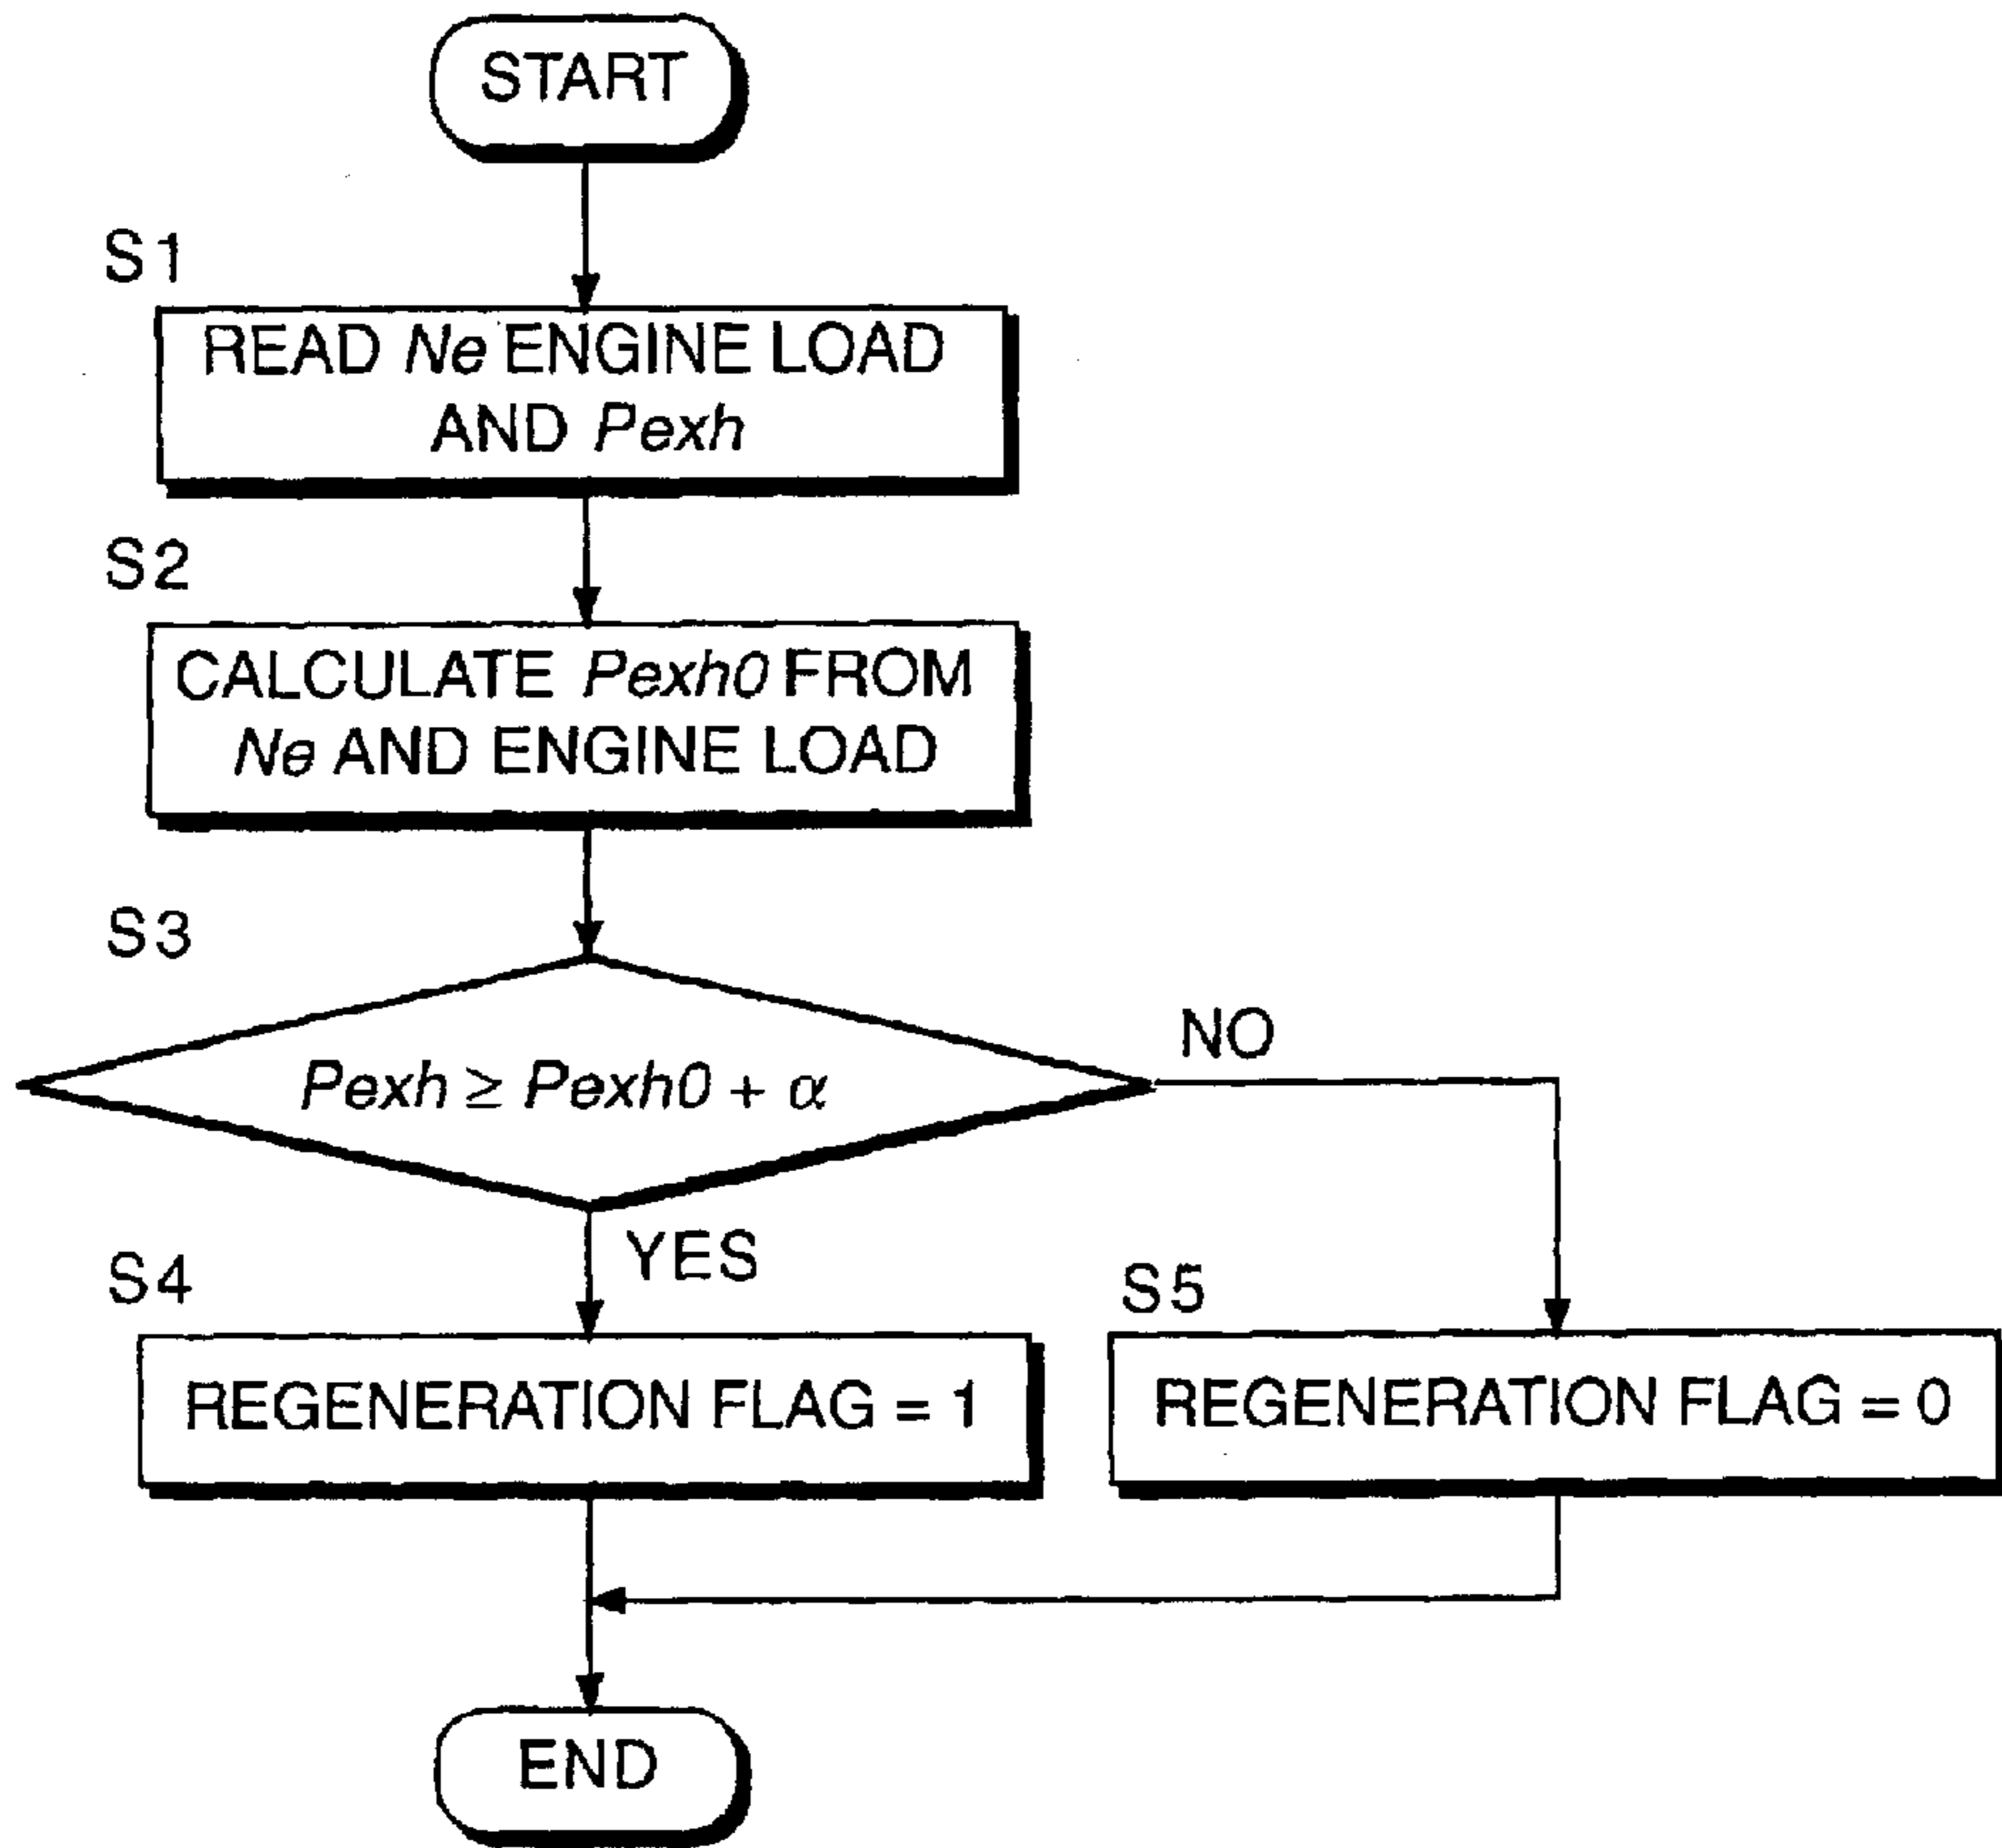 START
S1
READ Ne ENGINE LOAD
AND Pexh
S2
CALCULATE Pexh0 FROM
Ne AND ENGINE LOAD
S3
Pexh ≥ Pexh0 + α
NO
YES
S4
REGENERATION FLAG = 1
S5
REGENERATION FLAG = 0
END